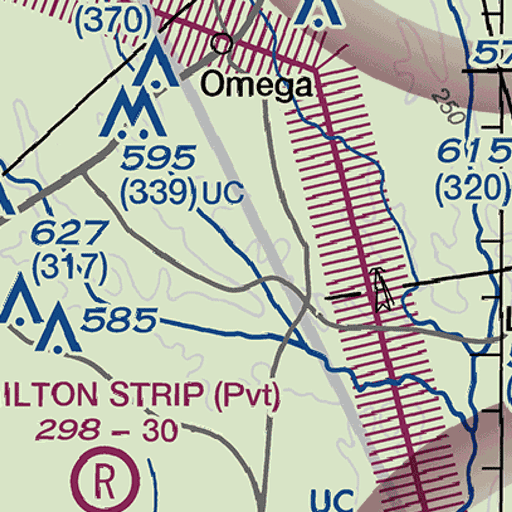 (370)
57
Omega
250
595
(339) UC
615
(320)
627
(317)
585
ILTON STRIP (Pvt)
298 - 30
R
UC